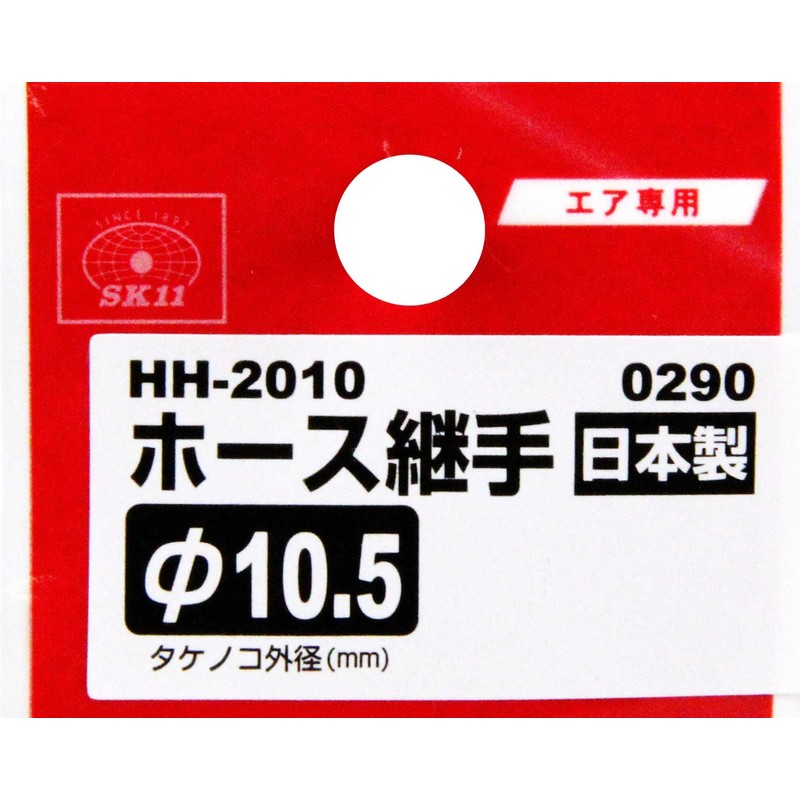 エア専用
SINCE 1897
SK11
HH-2010 0290
ホース継手 日本製
φ10.5
タケノコ外径(mm)